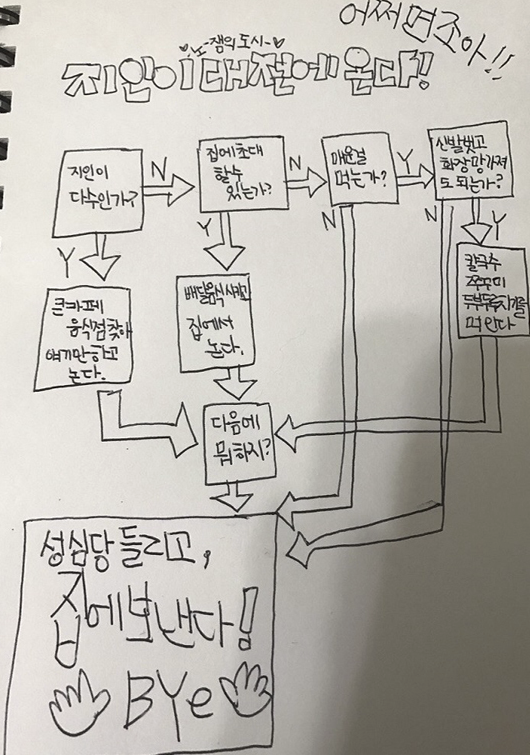 어쩌면조아!!
노-잼의도시-
지인이 대전에 온다!
지인이
다수인가?
N
집에초대
할수
있는가?
N
매운걸
먹는가?
Y
신발벗고
화장망가져
도 되는가?
Y
Y
N
N
Y
큰카페
음식점찾아
얘기만하고
논다.
배달음식시키고
집에서
논다.
칼국수
쭈꾸미
두부두루치기를
먹인다
다음에
뭐하지?
성심당 들리고,
집에보낸다!
BYe